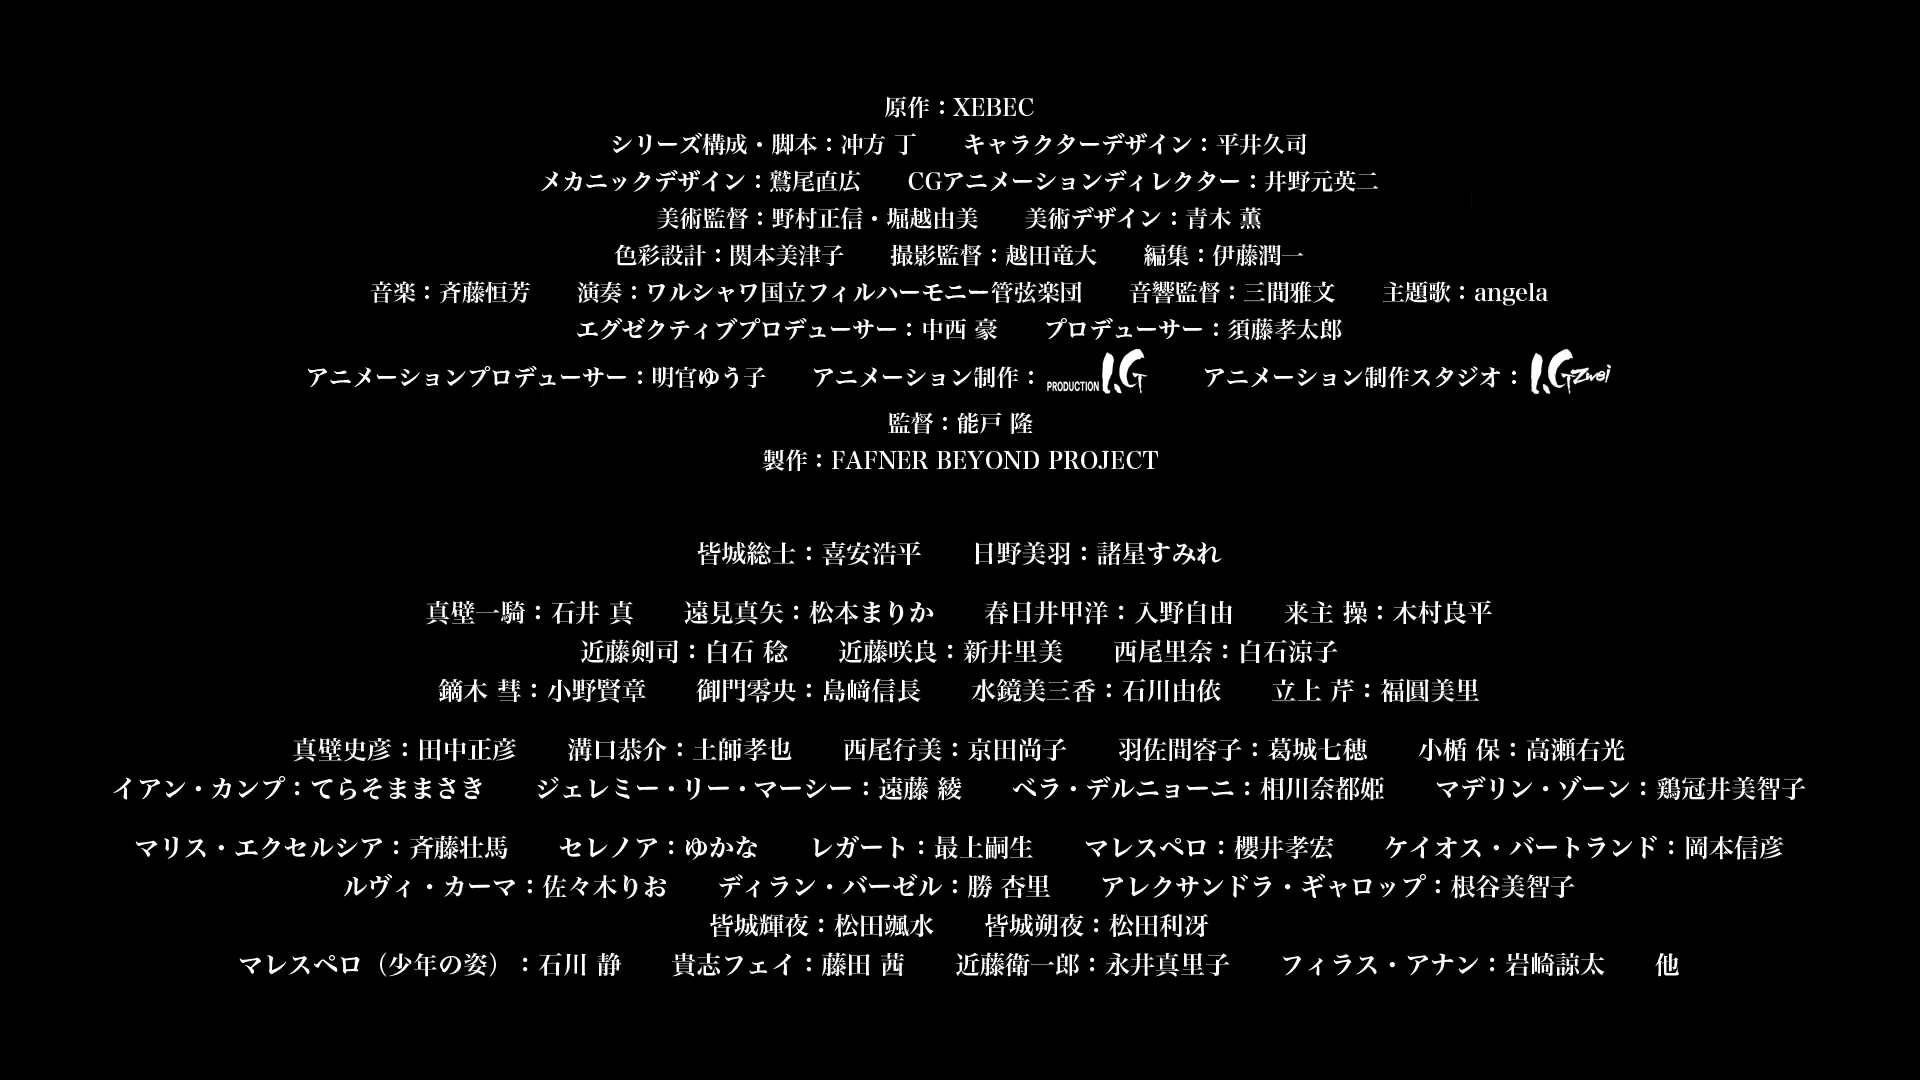 原作：XEBEC
シリーズ構成・脚本：冲方 丁　　キャラクターデザイン：平井久司
メカニックデザイン：鷲尾直広　　CGアニメーションディレクター：井野元英二
美術監督：野村正信・堀越由美　　美術デザイン：青木 薫
色彩設計：関本美津子　　撮影監督：越田竜大　　編集：伊藤潤一
音楽：斉藤恒芳　　演奏：ワルシャワ国立フィルハーモニー管弦楽団　　音響監督：三間雅文　　主題歌：angela
エグゼクティブプロデューサー：中西 豪　　プロデューサー：須藤孝太郎
アニメーションプロデューサー：明官ゆう子　　アニメーション制作：PRODUCTION I.G　　アニメーション制作スタジオ：I.Gzwei
監督：能戸 隆
製作：FAFNER BEYOND PROJECT
皆城総士：喜安浩平　　日野美羽：諸星すみれ
真壁一騎：石井 真　　遠見真矢：松本まりか　　春日井甲洋：入野自由　　来主 操：木村良平
近藤剣司：白石 稔　　近藤咲良：新井里美　　西尾里奈：白石涼子
鏑木 彗：小野賢章　　御門零央：島﨑信長　　水鏡美三香：石川由依　　立上 芹：福圓美里
真壁史彦：田中正彦　　溝口恭介：土師孝也　　西尾行美：京田尚子　　羽佐間容子：葛城七穂　　小楯 保：高瀬右光
イアン・カンプ：てらそままさき　　ジェレミー・リー・マーシー：遠藤 綾　　ベラ・デルニョーニ：相川奈都姫　　マデリン・ゾーン：鶏冠井美智子
マリス・エクセルシア：斉藤壮馬　　セレノア：ゆかな　　レガート：最上嗣生　　マレスペロ：櫻井孝宏　　ケイオス・バートランド：岡本信彦
ルヴィ・カーマ：佐々木りお　　ディラン・バーゼル：勝 杏里　　アレクサンドラ・ギャロップ：根谷美智子
皆城輝夜：松田颯水　　皆城朔夜：松田利冴
マレスペロ（少年の姿）：石川 静　　貴志フェイ：藤田 茜　　近藤衛一郎：永井真里子　　フィラス・アナン：岩崎諒太　　他